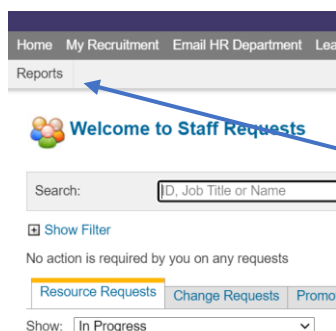 Home My Recruitment Email HR Department
Reports
Welcome to Staff Requests
Search: ID, Job Title or Name
Show Filter
No action is required by you on any requests
Resource Requests Change Requests
Show: In Progress